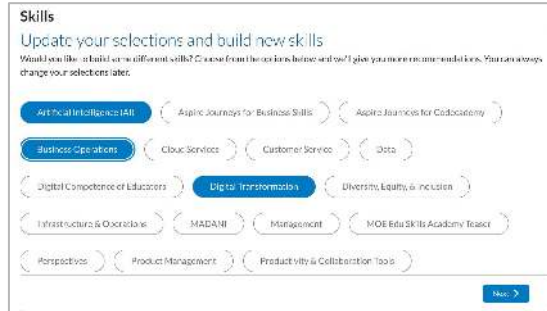 Skills
Update your selections and build new skills
Would you like to build some different skills? Choose from the options below and we'll give you more recommendations. You can always
change your selections later.
Artificial Intelligence (AI) Aspire Journeys for Business Skills Aspire Journeys for Codecademy
Business Operations Cloud Services Customer Service Data
Digital Competence of Educators Digital Transformation Diversity, Equity, & Inclusion
Infrastructure & Operations MADANI Management MOE Edu Skills Academy Teaser
Perspectives Product Management Productivity & Collaboration Tools
Next